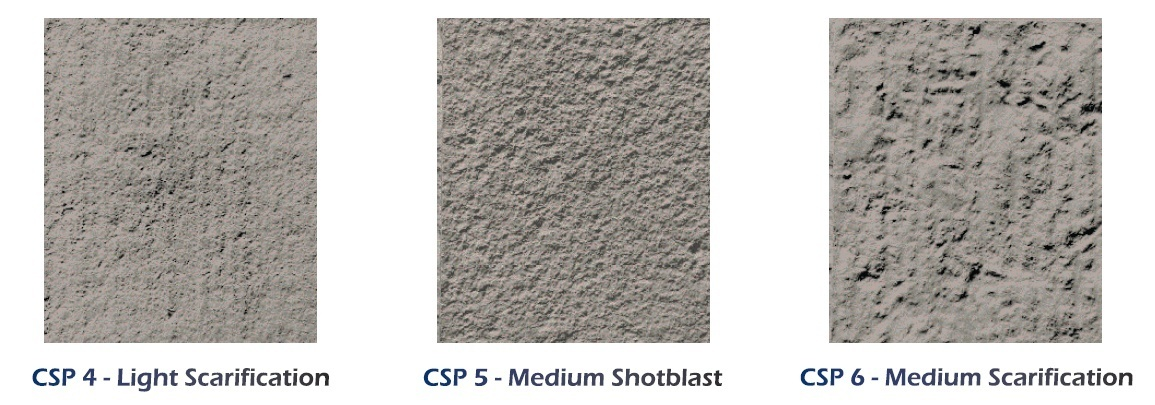 CSP 4 - Light Scarification
CSP 5 - Medium Shotblast
CSP 6 - Medium Scarification